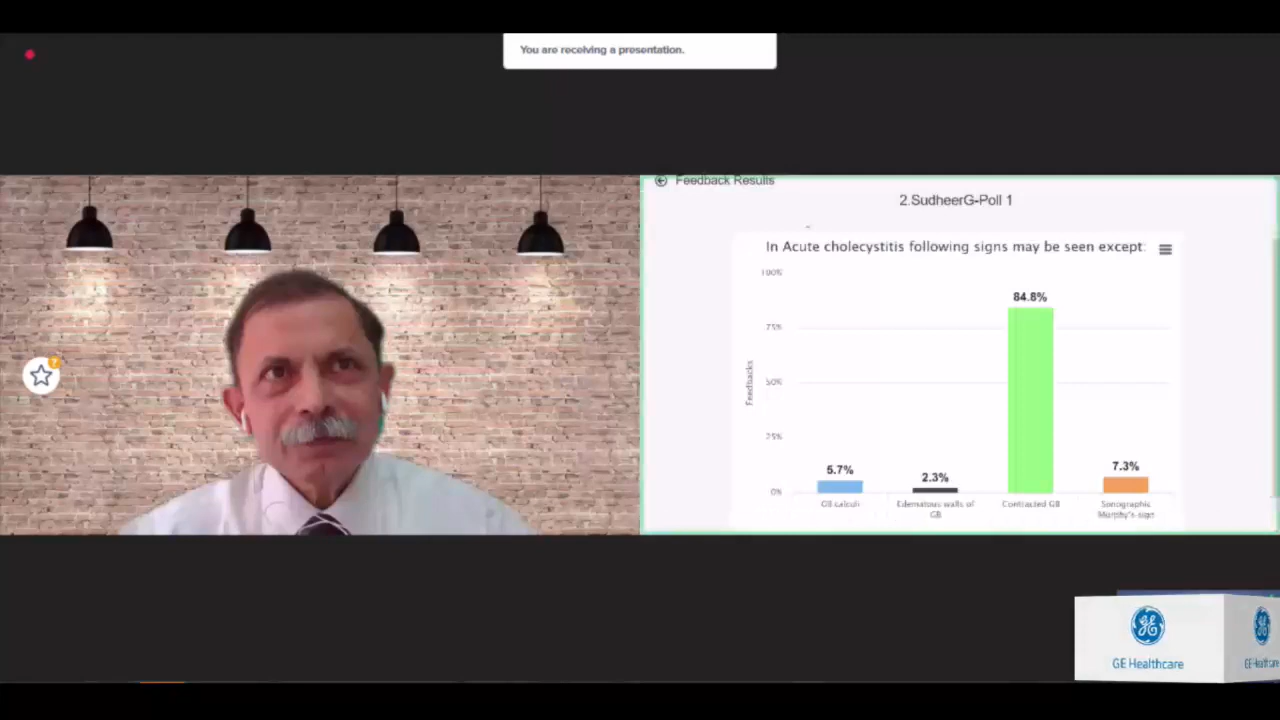 You are receiving a presentation.
Feedback Results
2.SudheerG-Poll 1
In Acute cholecystitis following signs may be seen except:
100%
84.8%
75%
50%
25%
7.3%
5.7%
2.3%
0%
Feedbacks
GB calculi
Edematous walls of
GB
Contracted GB
Sonographic
Murphy's sign
7
GE Healthcare
GE Healthcare